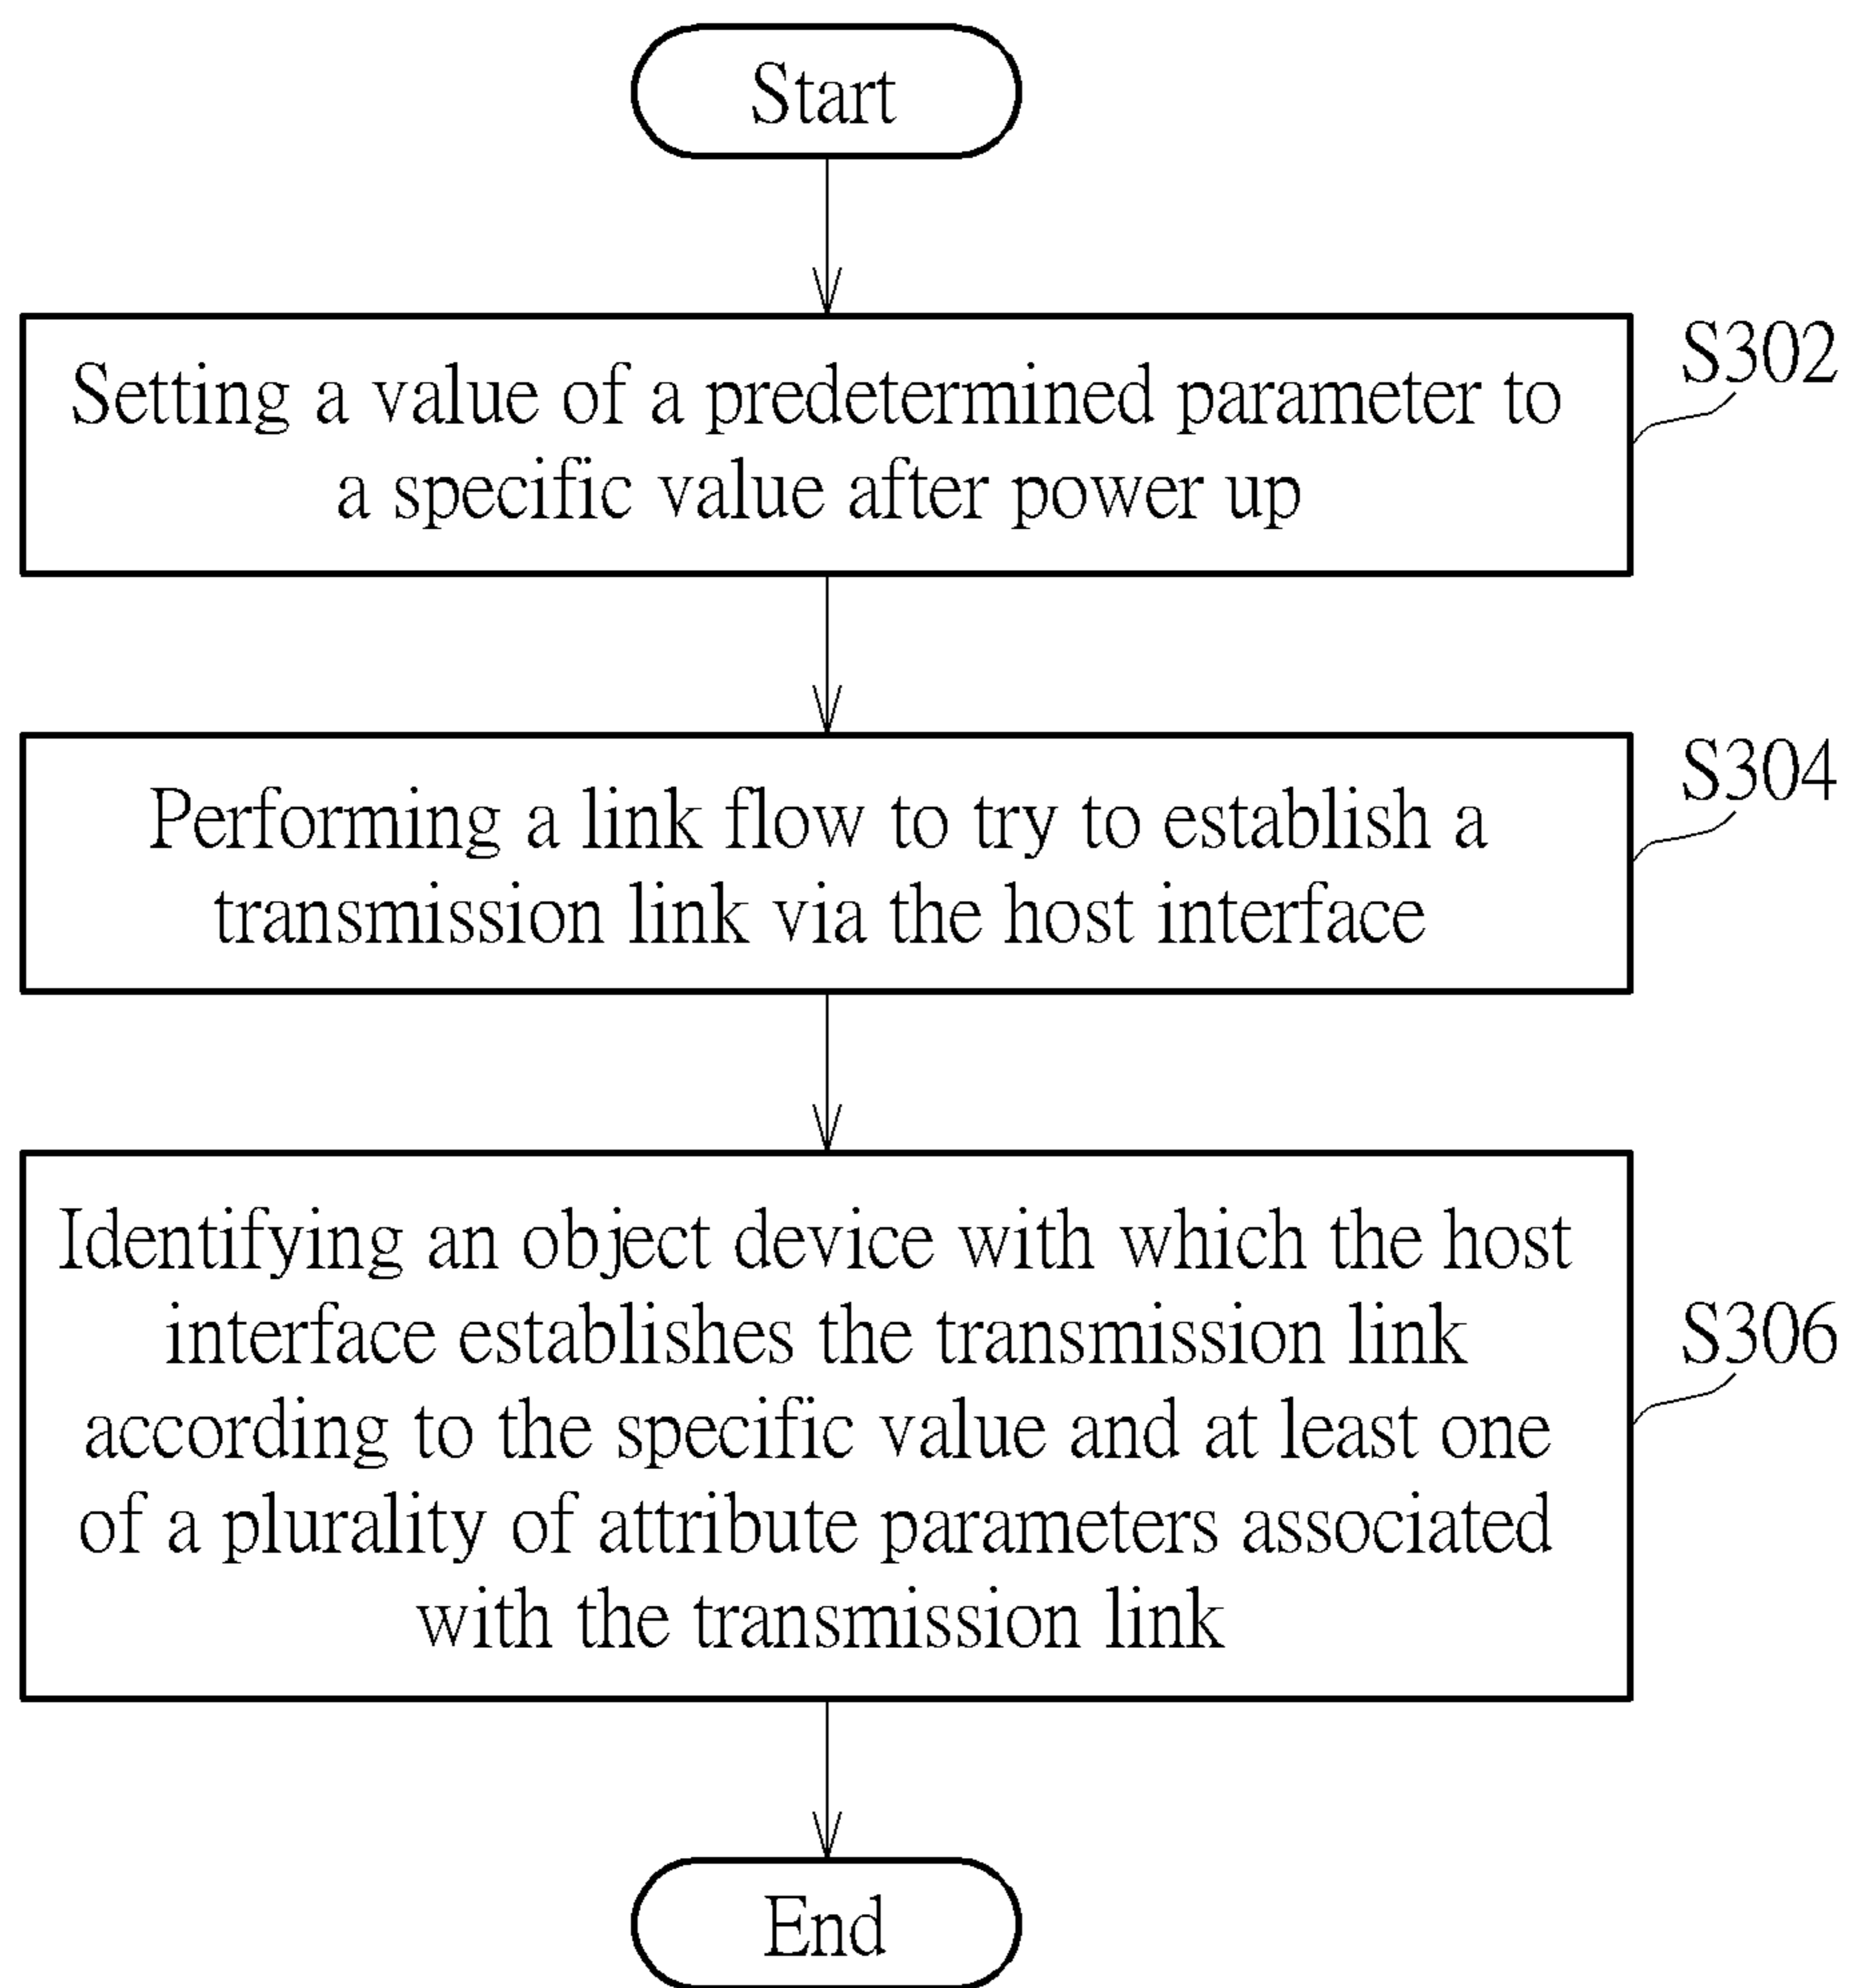 Start
Setting a value of a predetermined parameter to
a specific value after power up
S302
Performing a link flow to try to establish a
transmission link via the host interface
S304
Identifying an object device with which the host
interface establishes the transmission link
according to the specific value and at least one
of a plurality of attribute parameters associated
with the transmission link
S306
End